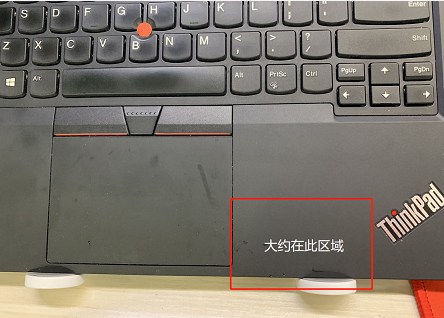 S D F G H J K L : ; " ' Enter
Z X C V B N M < , > . ? / Shift
Alt Alt PrtSc Ctrl PgUp PgDn
ThinkPad
大约在此区域